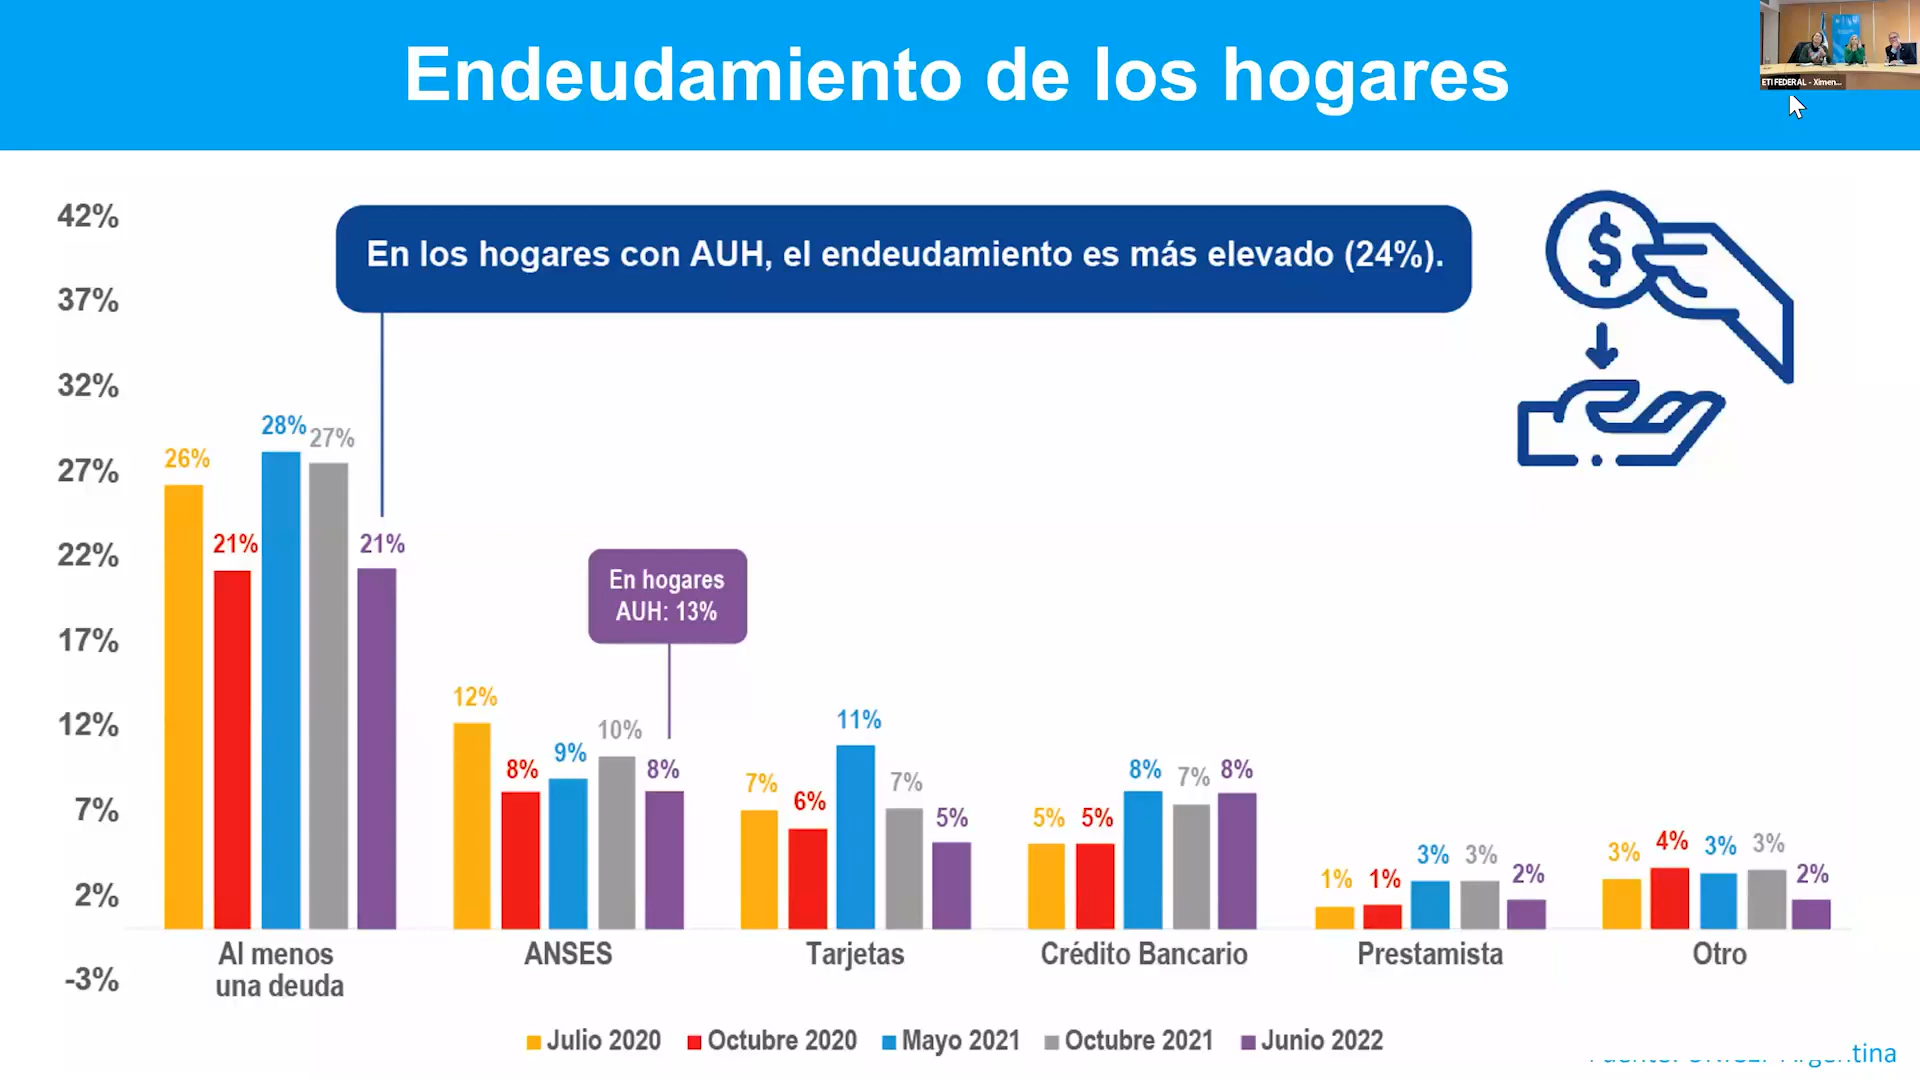 Endeudamiento de los hogares
ETI FEDERAL - Ximen...
42%
En los hogares con AUH, el endeudamiento es más elevado (24%).
$
37%
32%
27%
22%
17%
12%
7%
2%
-3%
26%
21%
28%
27%
21%
En hogares
AUH: 13%
12%
8%
9%
10%
8%
7%
6%
11%
7%
5%
5%
5%
8%
7%
8%
1%
1%
3%
3%
2%
3%
4%
3%
3%
2%
Al menos
una deuda
ANSES
Tarjetas
Crédito Bancario
Prestamista
Otro
Julio 2020
Octubre 2020
Mayo 2021
Octubre 2021
Junio 2022